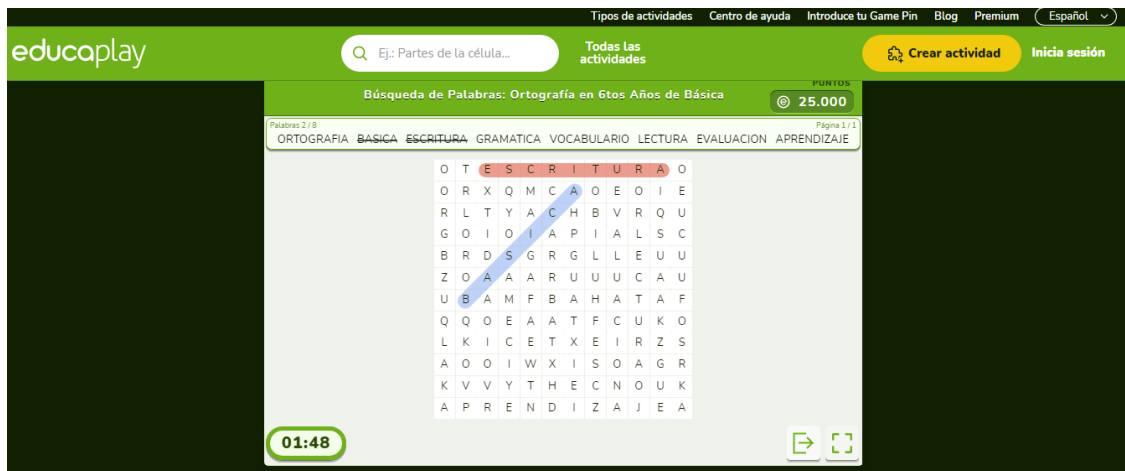 Tipos de actividades Centro de ayuda Introduce tu Game Pin Blog Premium Español
educaplay Ej.: Partes de la célula... Todas las actividades Crear actividad Inicia sesión
PUNTOS
Búsqueda de Palabras: Ortografía en 6tos Años de Básica 25.000
Palabras 2 / 8 Página 1 / 1
ORTOGRAFIA BASICA ESCRITURA GRAMATICA VOCABULARIO LECTURA EVALUACION APRENDIZAJE
O T E S C R I T U R A O
O R X Q M C A O E O I E
R L T Y A C H B V R Q U
G O I O I A P I A L S C
B R D S G R G L L E U U
Z O A A A R U U U C A U
U B A M F B A H A T A F
Q Q O E A A T F C U K O
L K I C E T X E I R Z S
A O O I W X I S O A G R
K V V Y T H E C N O U K
A P R E N D I Z A J E A
01:48